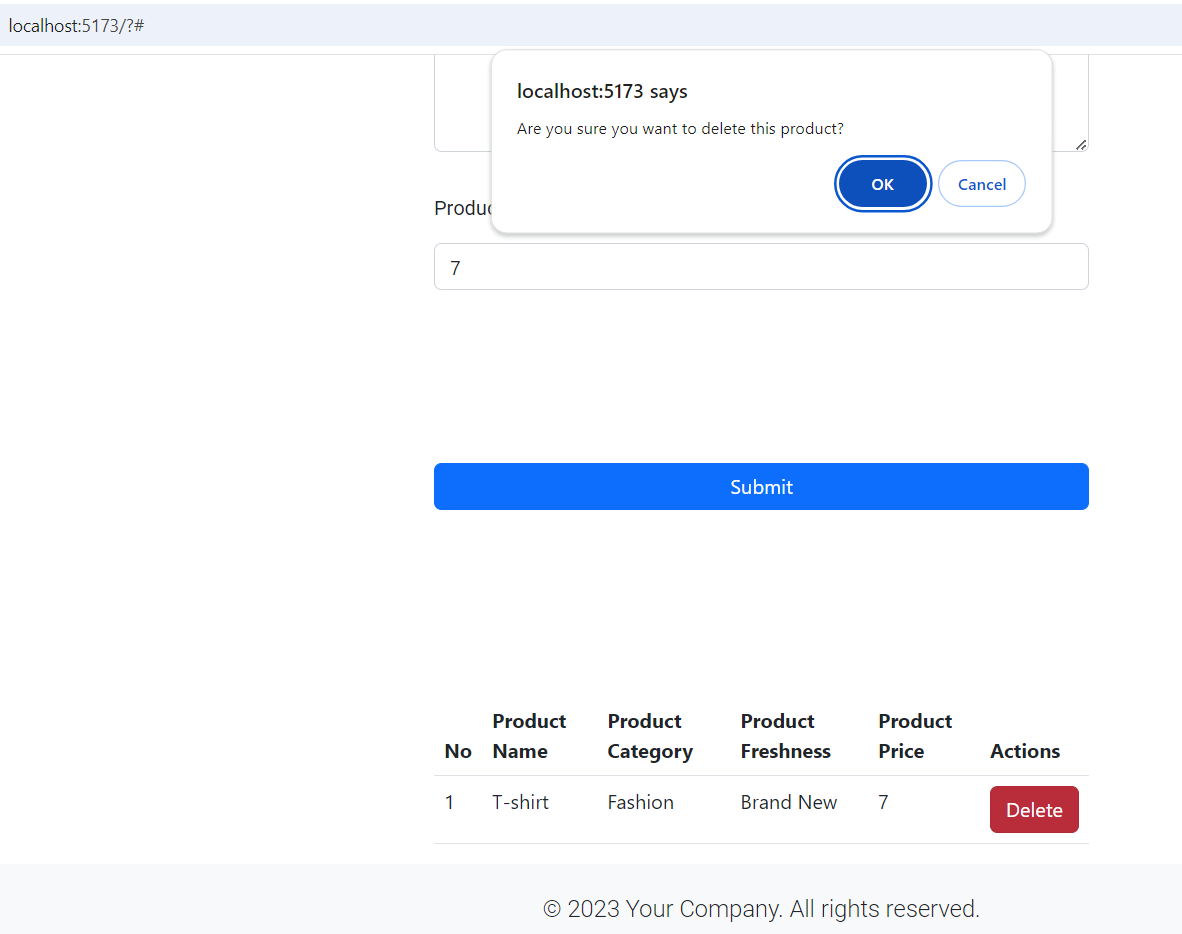 localhost:5173/?#
localhost:5173 says
Are you sure you want to delete this product?
OK Cancel
7
Submit
No Product Name Product Category Product Freshness Product Price Actions
1 T-shirt Fashion Brand New 7 Delete
© 2023 Your Company. All rights reserved.